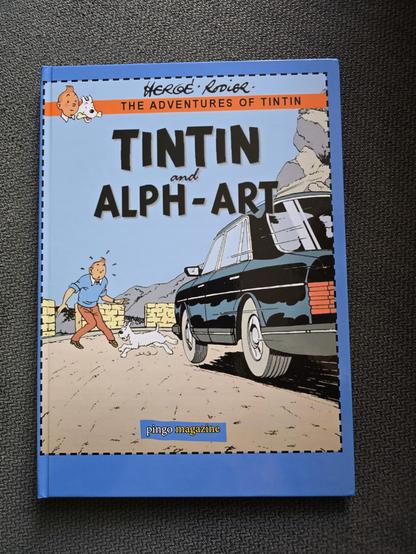 HERGÉ · RODIER ·
THE ADVENTURES OF TINTIN
TINTIN
and
ALPH-ART
pingo magazine